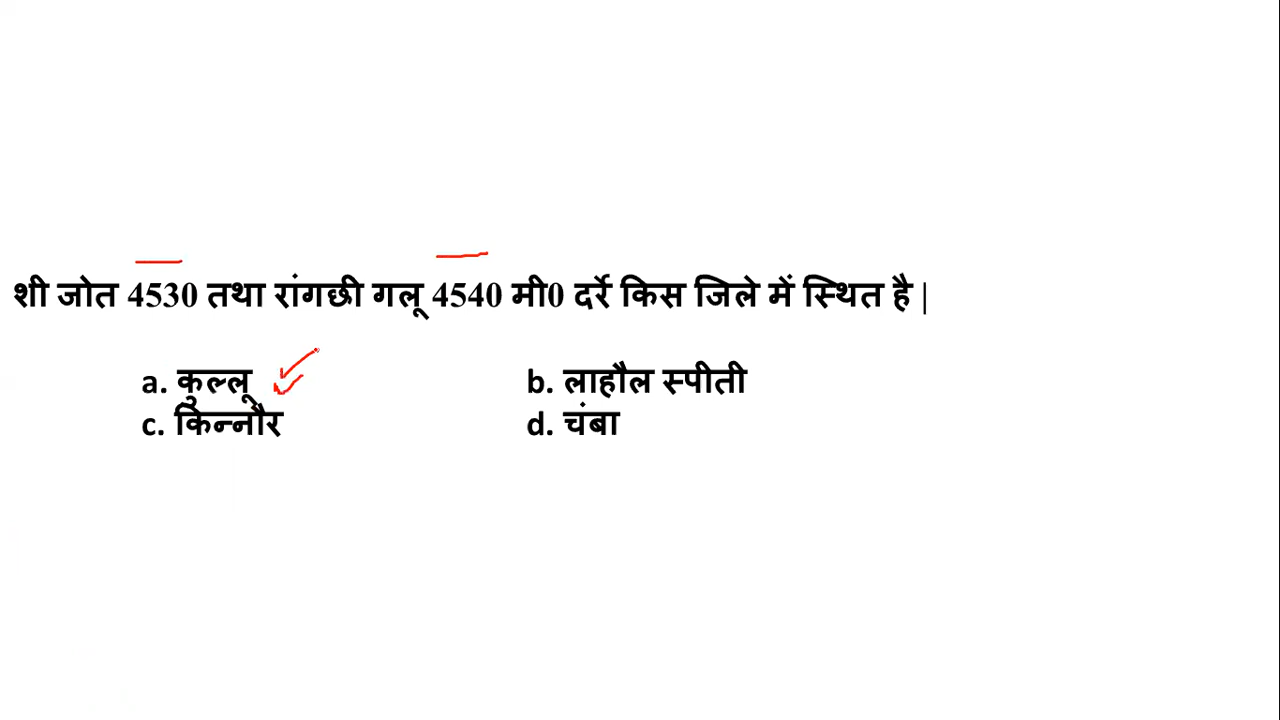 शी जोत 4530 तथा रांगछी गलू 4540 मी0 दर्रे किस जिले में स्थित है |
a. कुल्लू b. लाहौल स्पीती
c. किन्नौर d. चंबा